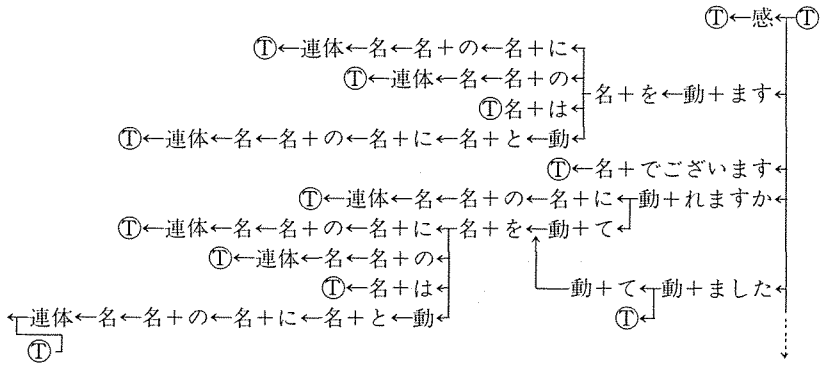 Ⓣ←感←Ⓣ
Ⓣ←連体←名←名+の←名+に
Ⓣ←連体←名←名+の
名+を←動+ます
Ⓣ名+は
Ⓣ←連体←名←名+の←名+に←名+と←動
Ⓣ←名+でございます
Ⓣ←連体←名←名+の←名+に←動+れますか
Ⓣ←連体←名←名+の←名+に←名+を←動+て
Ⓣ←連体←名←名+の
Ⓣ←名+は
動+て←動+ました
←連体←名←名+の←名+に←名+と←動
Ⓣ
Ⓣ